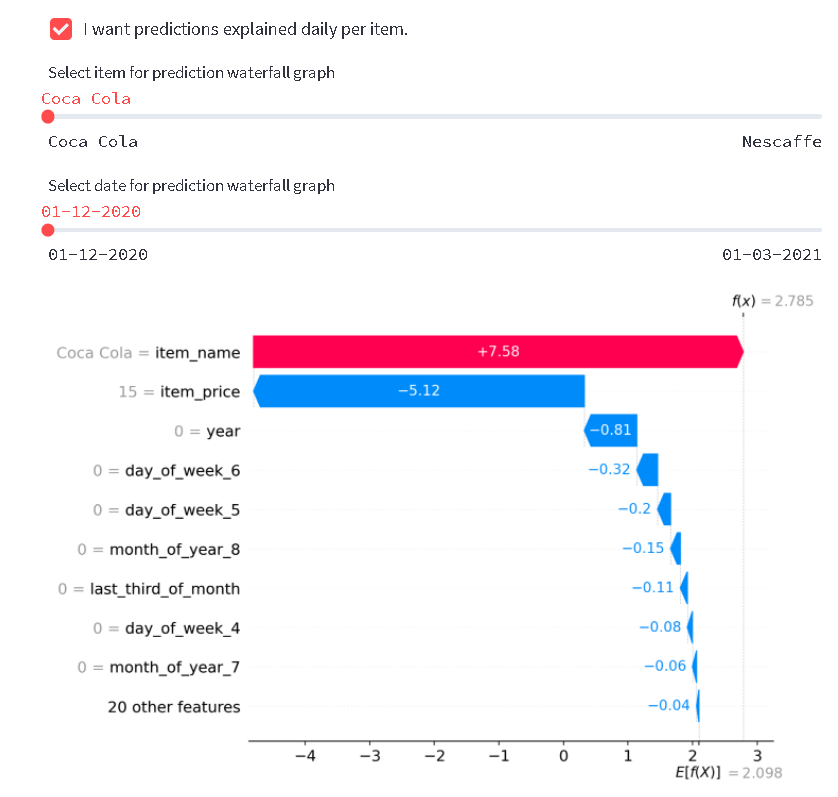 I want predictions explained daily per item.
Select item for prediction waterfall graph
Coca Cola
Coca Cola Nescaffe
Select date for prediction waterfall graph
01-12-2020
01-12-2020 01-03-2021
f(x) = 2.785
Coca Cola = item_name +7.58
15 = item_price −5.12
0 = year −0.81
0 = day_of_week_6 −0.32
0 = day_of_week_5 −0.2
0 = month_of_year_8 −0.15
0 = last_third_of_month −0.11
0 = day_of_week_4 −0.08
0 = month_of_year_7 −0.06
20 other features −0.04
−4 −3 −2 −1 0 1 2 3
E[f(X)] = 2.098